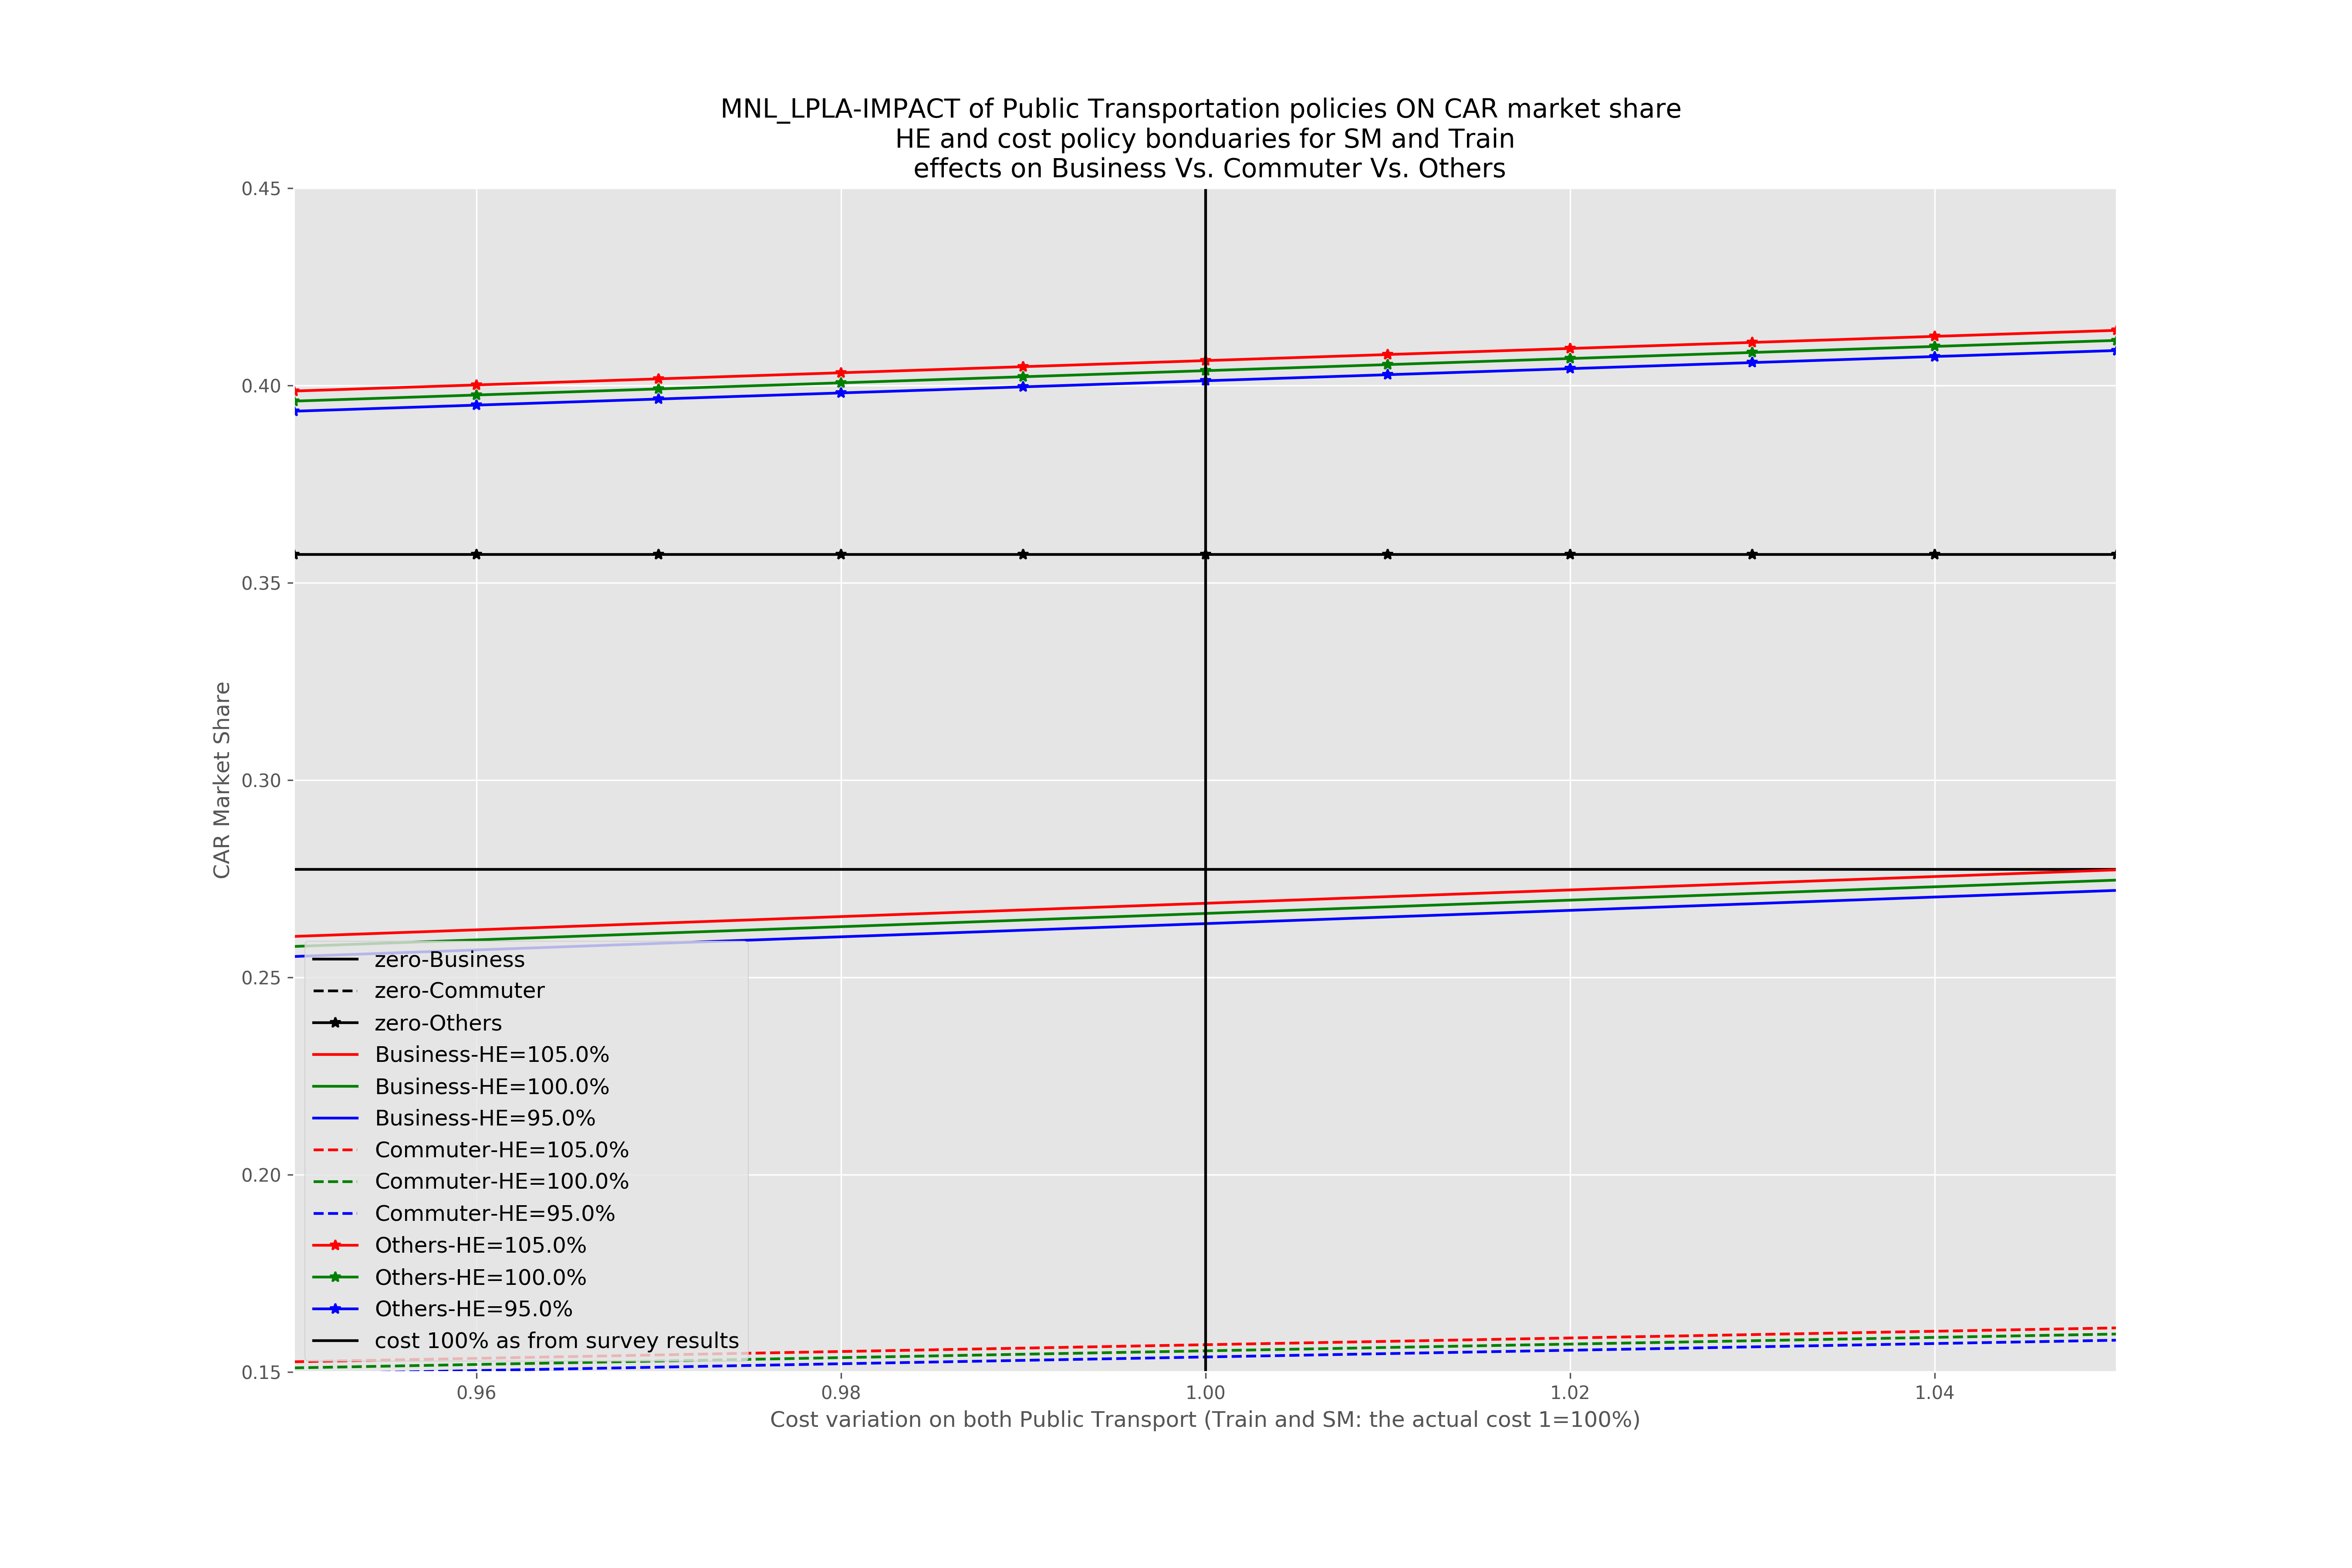 MNL_LPLA-IMPACT of Public Transportation policies ON CAR market share
HE and cost policy bonduaries for SM and Train
effects on Business Vs. Commuter Vs. Others
0.45
0.40
0.35
0.30
0.25
0.20
0.15
CAR Market Share
zero-Business
zero-Commuter
zero-Others
Business-HE=105.0%
Business-HE=100.0%
Business-HE=95.0%
Commuter-HE=105.0%
Commuter-HE=100.0%
Commuter-HE=95.0%
Others-HE=105.0%
Others-HE=100.0%
Others-HE=95.0%
cost 100% as from survey results
0.96 0.98 1.00 1.02 1.04
Cost variation on both Public Transport (Train and SM: the actual cost 1=100%)